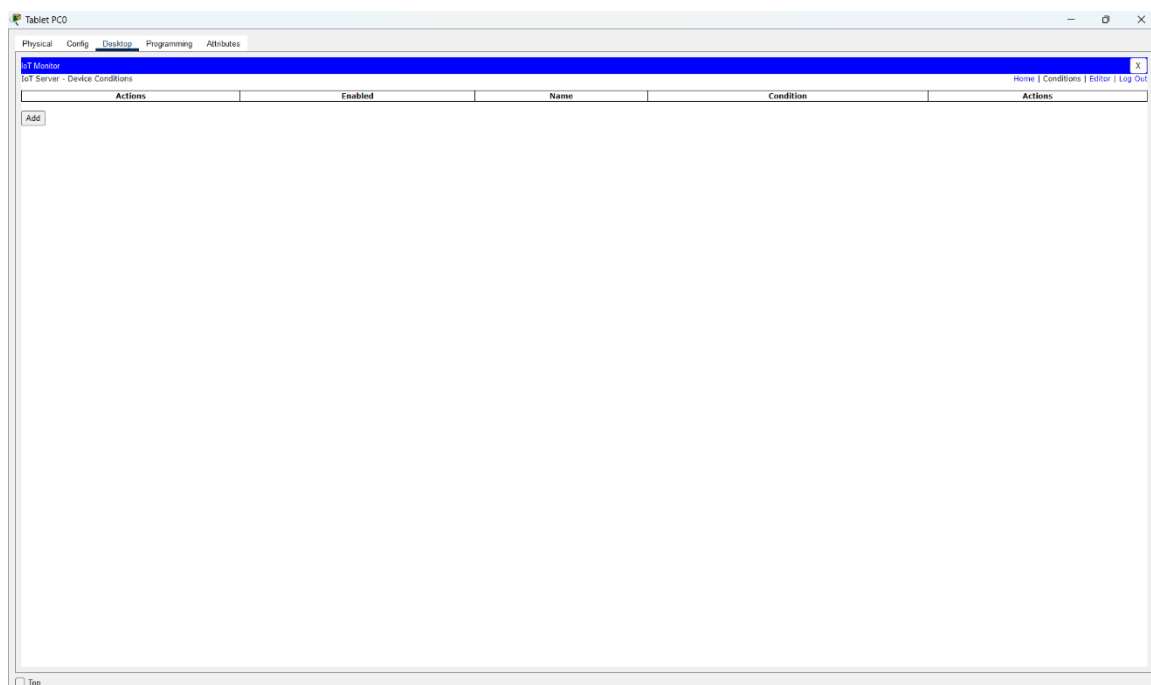 Tablet PC0
Physical Config Desktop Programming Attributes
IoT Monitor X
IoT Server - Device Conditions Home | Conditions | Editor | Log Out
Actions Enabled Name Condition Actions
Add
Top